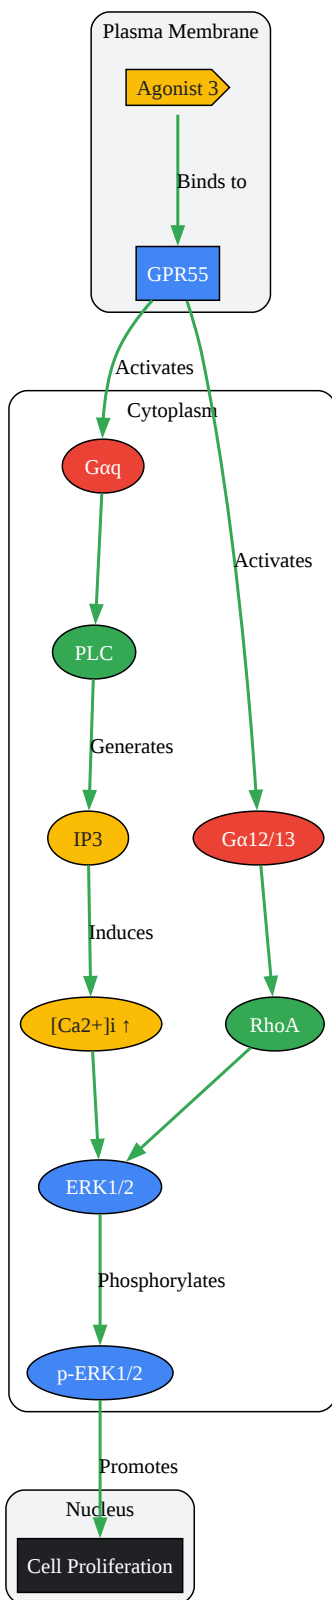 Plasma Membrane
Agonist 3
Binds to
GPR55
Activates
Cytoplasm
Gαq
Activates
PLC
Generates
IP3
Gα12/13
Induces
[Ca2+]i ↑
RhoA
ERK1/2
Phosphorylates
p-ERK1/2
Promotes
Nucleus
Cell Proliferation